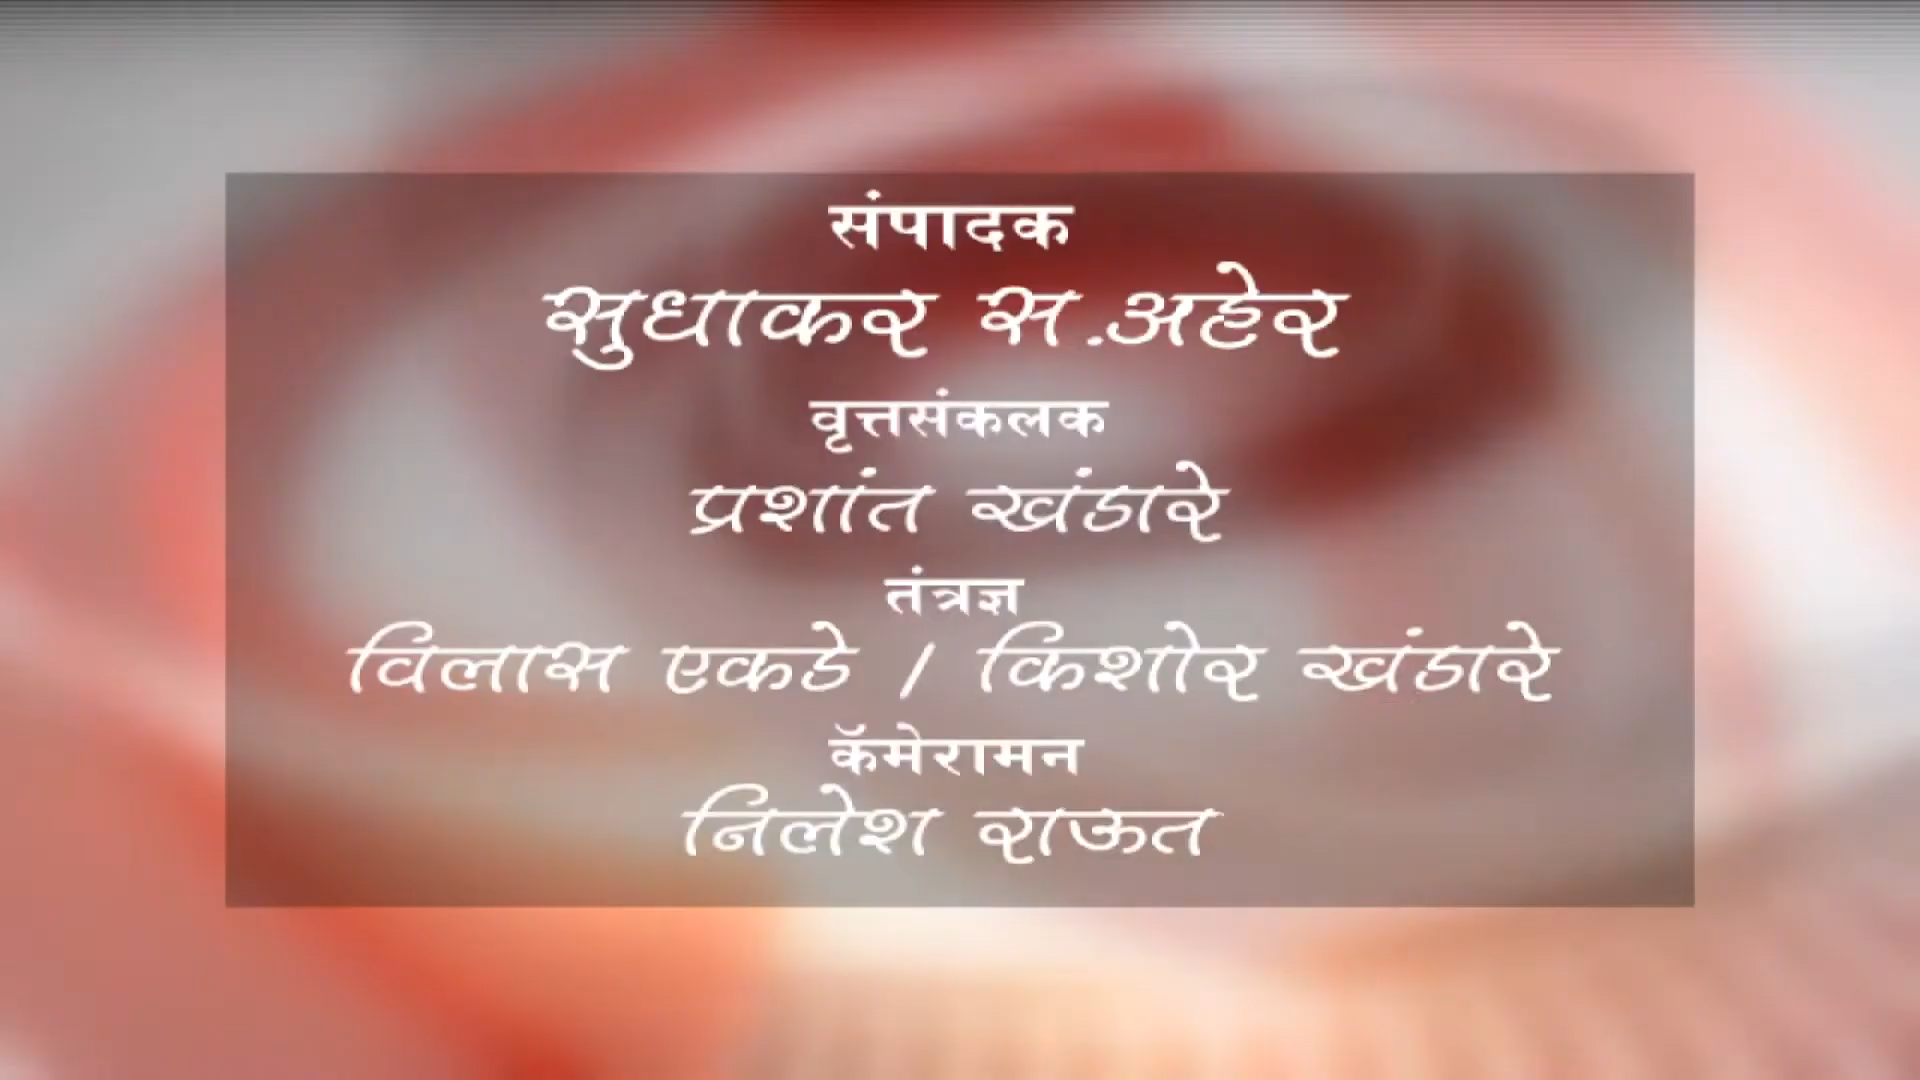 संपादक
सुधाकर स.अहेर
वृत्तसंकलक
प्रशांत खंडारे
तंत्रज्ञ
विलास एकडे / किशोर खंडारे
कॅमेरामन
निलेश राऊत